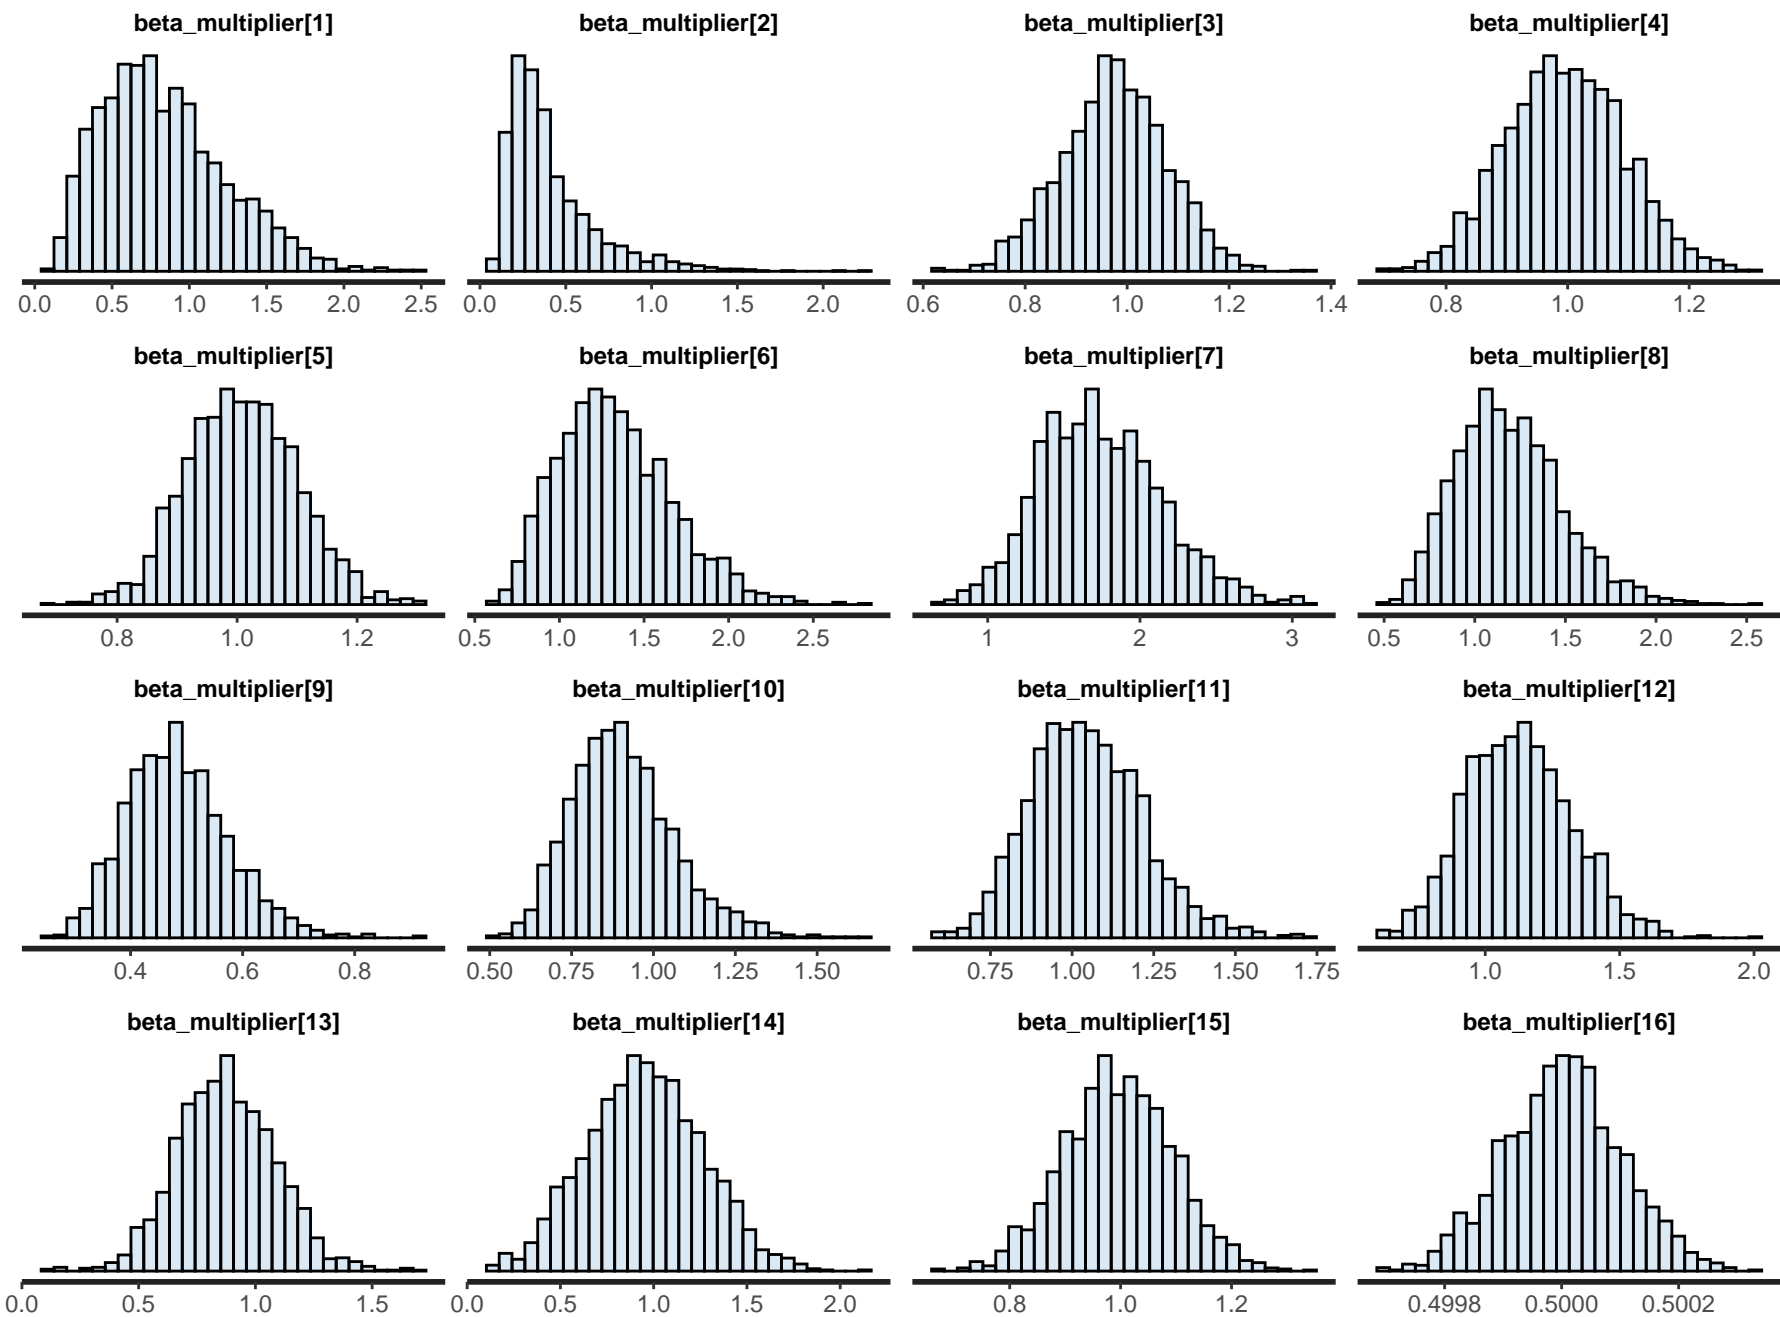 beta_multiplier[1] beta_multiplier[2] beta_multiplier[3] beta_multiplier[4]
0.0 0.5 1.0 1.5 2.0 2.5 0.0 0.5 1.0 1.5 2.0 0.6 0.8 1.0 1.2 1.4 0.8 1.0 1.2
beta_multiplier[5] beta_multiplier[6] beta_multiplier[7] beta_multiplier[8]
0.8 1.0 1.2 0.5 1.0 1.5 2.0 2.5 1 2 3 0.5 1.0 1.5 2.0 2.5
beta_multiplier[9] beta_multiplier[10] beta_multiplier[11] beta_multiplier[12]
0.4 0.6 0.8 0.50 0.75 1.00 1.25 1.50 0.75 1.00 1.25 1.50 1.75 1.0 1.5 2.0
beta_multiplier[13] beta_multiplier[14] beta_multiplier[15] beta_multiplier[16]
0.0 0.5 1.0 1.5 0.0 0.5 1.0 1.5 2.0 0.8 1.0 1.2 0.4998 0.5000 0.5002